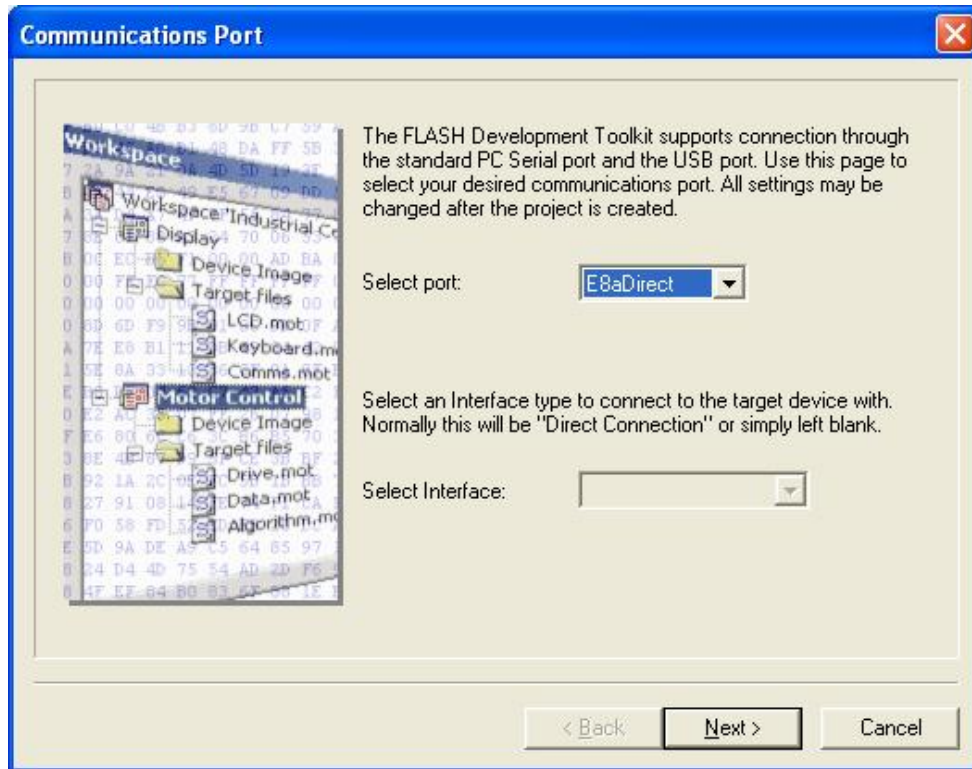 Communications Port
Workspace
Workspace "Industrial Ce
Display
Device Image
Target files
LCD.mot
Keyboard.m
Comms.mot
Motor Control
Device Image
Target files
Drive.mot
Data.mot
Algorithm.mo
The FLASH Development Toolkit supports connection through
the standard PC Serial port and the USB port. Use this page to
select your desired communications port. All settings may be
changed after the project is created.
Select port:
E8aDirect
Select an Interface type to connect to the target device with.
Normally this will be "Direct Connection" or simply left blank.
Select Interface:
< Back
Next >
Cancel